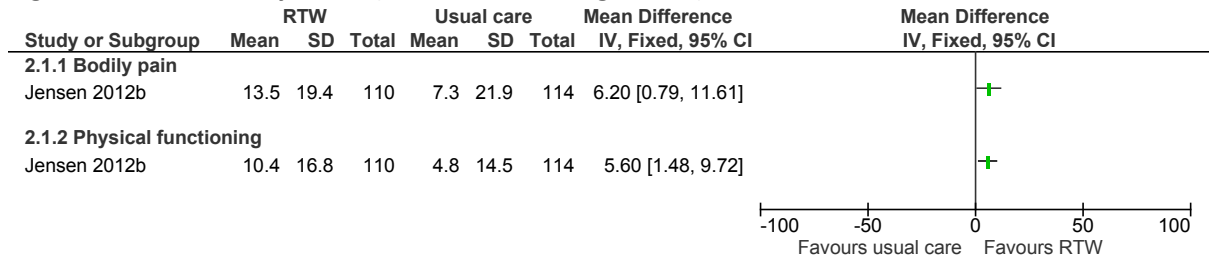 RTW Usual care Mean Difference Mean Difference
Study or Subgroup Mean SD Total Mean SD Total IV, Fixed, 95% CI IV, Fixed, 95% CI
2.1.1 Bodily pain
Jensen 2012b 13.5 19.4 110 7.3 21.9 114 6.20 [0.79, 11.61]
2.1.2 Physical functioning
Jensen 2012b 10.4 16.8 110 4.8 14.5 114 5.60 [1.48, 9.72]
-100 -50 0 50 100
Favours usual care Favours RTW